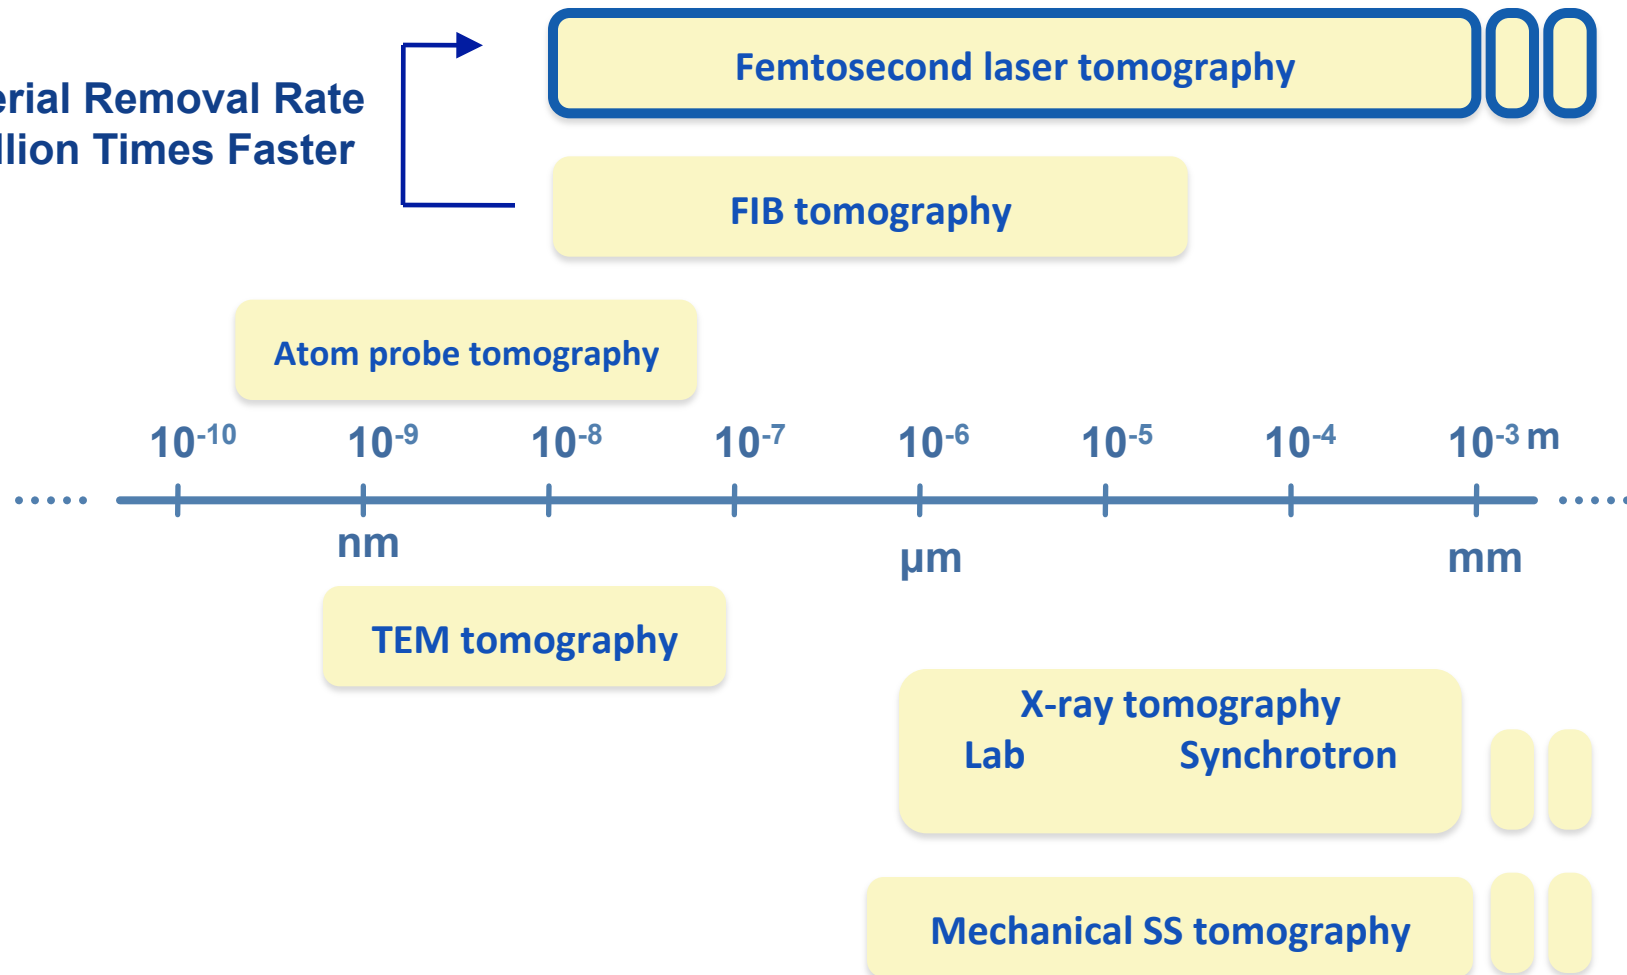 Femtosecond laser tomography
Removal Rate
Times Faster
FIB tomography
Atom probe tomography
10-10 10-9 10-8 10-7 10-6 10-5 10-4 10-3 m
nm µm mm
TEM tomography
X-ray tomography
Lab Synchrotron
Mechanical SS tomography